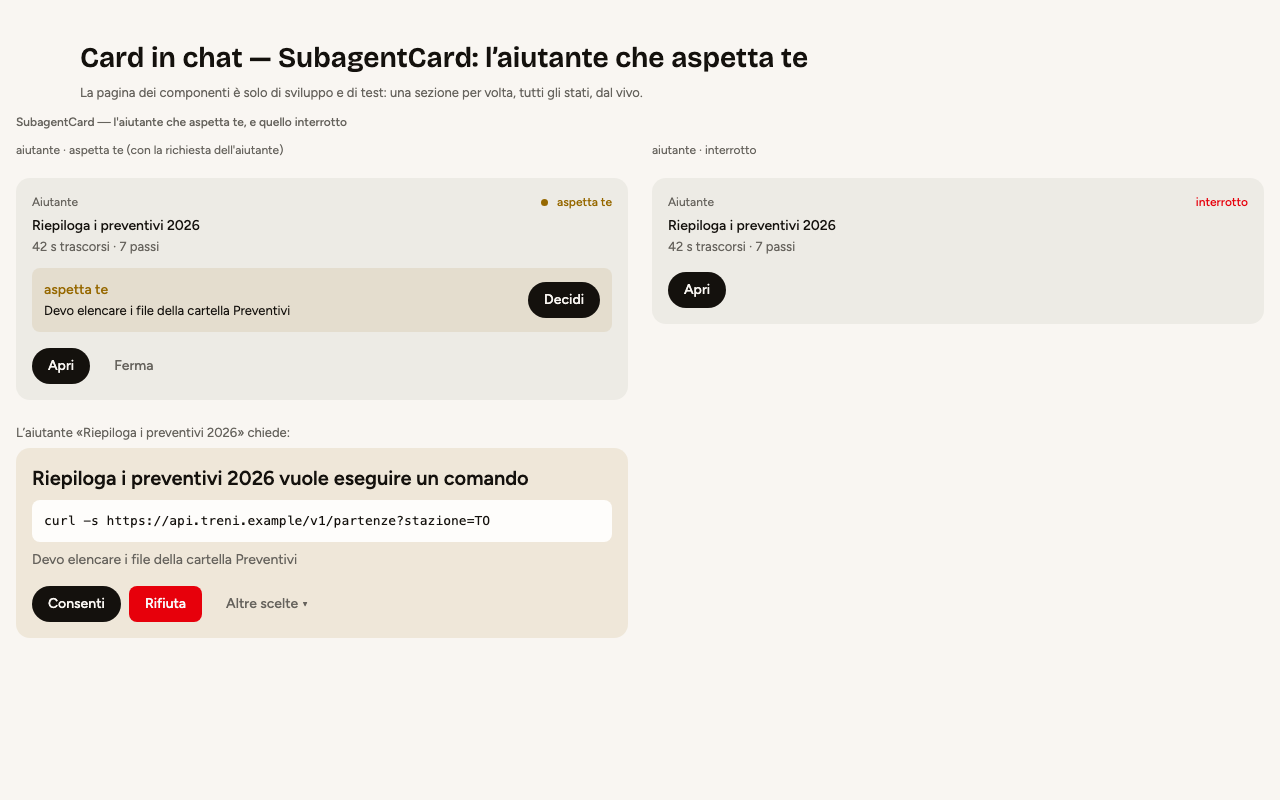 Card in chat — SubagentCard: l’aiutante che aspetta te
La pagina dei componenti è solo di sviluppo e di test: una sezione per volta, tutti gli stati, dal vivo.
SubagentCard — l'aiutante che aspetta te, e quello interrotto
aiutante · aspetta te (con la richiesta dell'aiutante)
Aiutante
aspetta te
Riepiloga i preventivi 2026
42 s trascorsi · 7 passi
aspetta te
Devo elencare i file della cartella Preventivi
Decidi
Apri
Ferma
L’aiutante «Riepiloga i preventivi 2026» chiede:
Riepiloga i preventivi 2026 vuole eseguire un comando
curl -s https://api.treni.example/v1/partenze?stazione=TO
Devo elencare i file della cartella Preventivi
Consenti
Rifiuta
Altre scelte ▾
aiutante · interrotto
Aiutante
interrotto
Riepiloga i preventivi 2026
42 s trascorsi · 7 passi
Apri